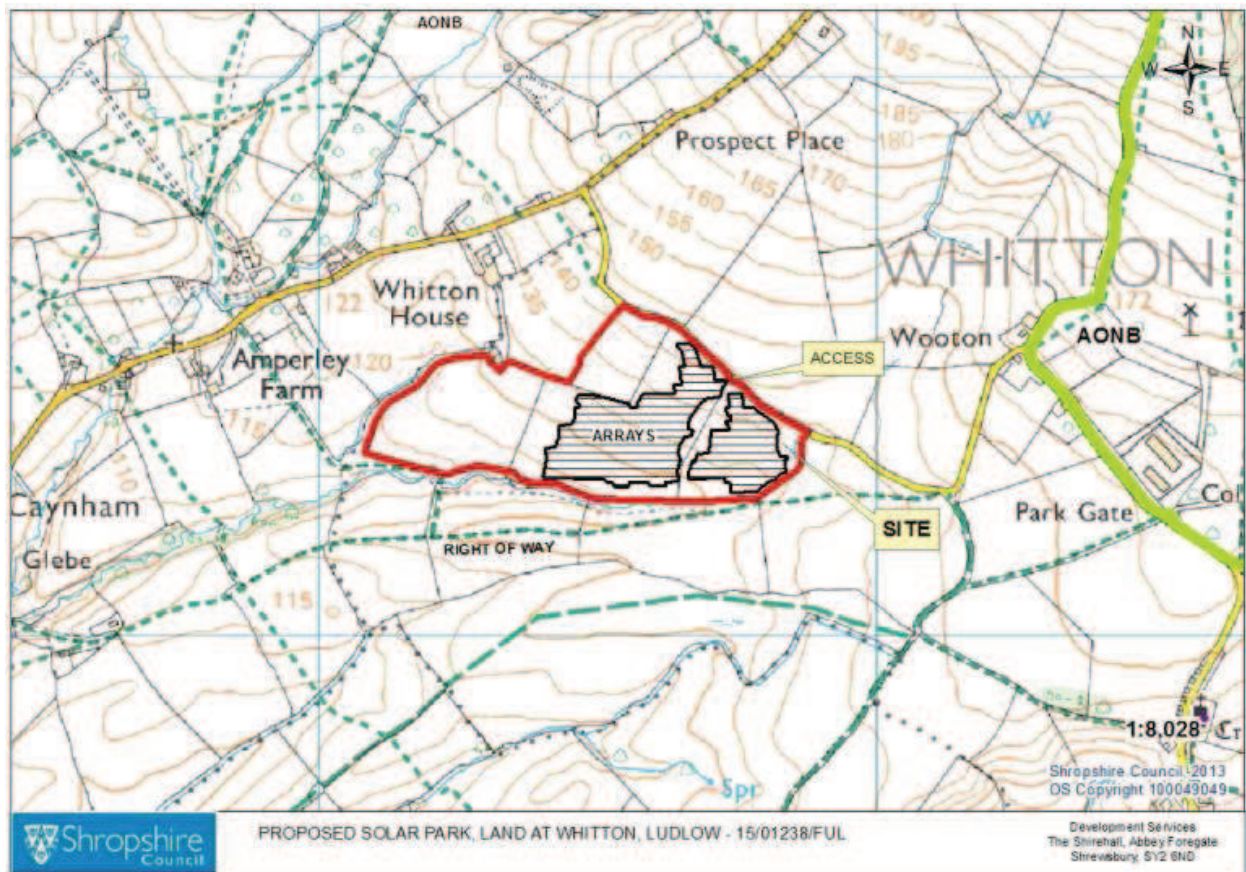 AONB
N
W E
S
195
185
180
Prospect Place
170
165
160
155
150
WHITTON
140
135
172
Whitton
House
122
Wooton
AONB
ACCESS
Amperley
Farm
120
115
ARRAYS
110
Caynham
Glebe
SITE
Park Gate
Col
RIGHT OF WAY
115
1:8,028
Spr
Shropshire Council 2013
OS Copyright 100049049
Shropshire
Council
PROPOSED SOLAR PARK, LAND AT WHITTON, LUDLOW - 15/01238/FUL
Development Services
The Shirehall, Abbey Foregate
Shrewsbury, SY2 6ND